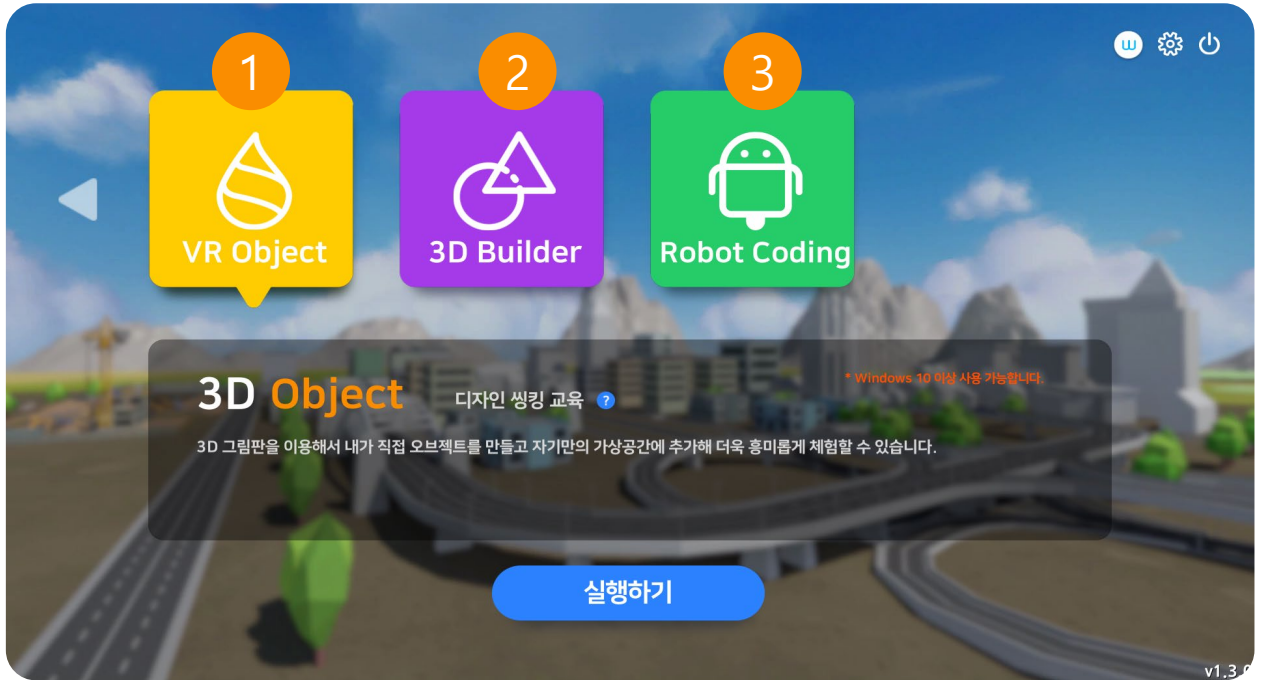 1 2 3
W
VR Object 3D Builder Robot Coding
3D Object 디자인 씽킹 교육 ?
* Windows 10 이상 사용 가능합니다.
3D 그림판을 이용해서 내가 직접 오브젝트를 만들고 자기만의 가상공간에 추가해 더욱 흥미롭게 체험할 수 있습니다.
실행하기
v1.3